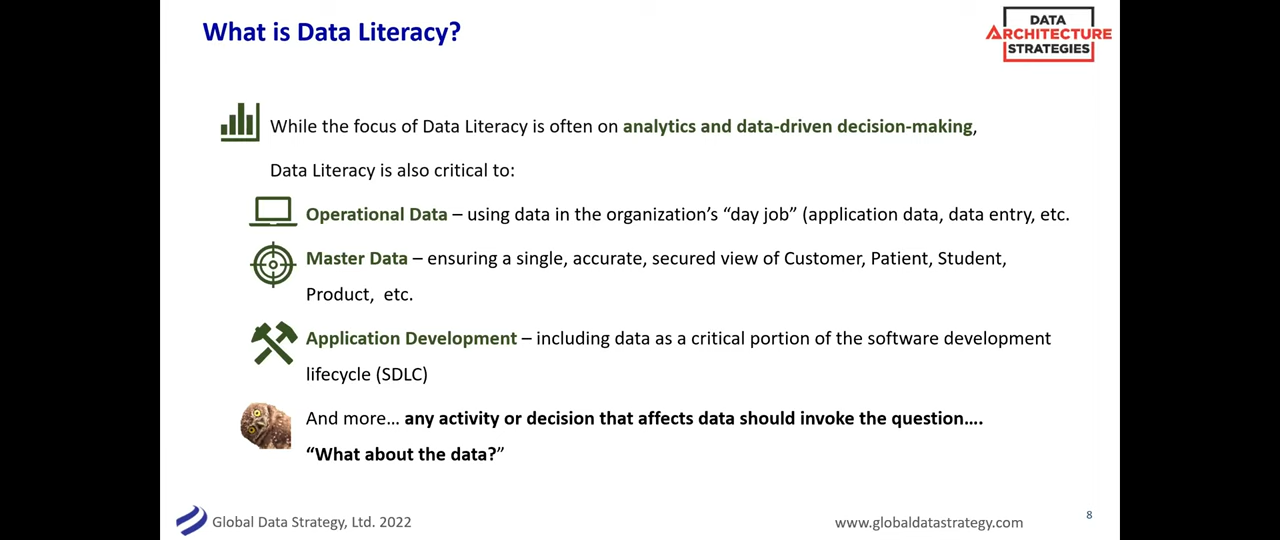 What is Data Literacy?
DATA
ARCHITECTURE
STRATEGIES
While the focus of Data Literacy is often on analytics and data-driven decision-making,
Data Literacy is also critical to:
Operational Data – using data in the organization’s “day job” (application data, data entry, etc.
Master Data – ensuring a single, accurate, secured view of Customer, Patient, Student,
Product, etc.
Application Development – including data as a critical portion of the software development
lifecycle (SDLC)
And more… any activity or decision that affects data should invoke the question….
“What about the data?”
Global Data Strategy, Ltd. 2022
www.globaldatastrategy.com
8